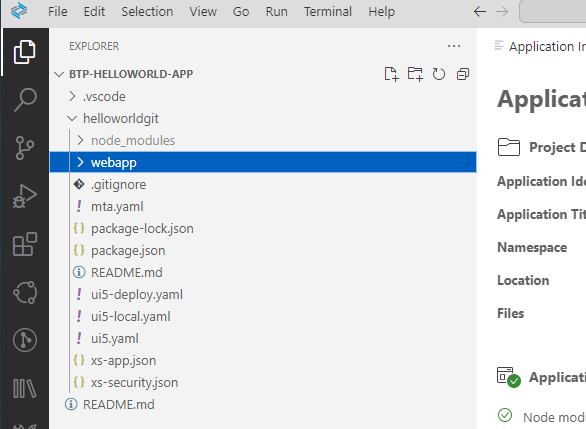 File Edit Selection View Go Run Terminal Help
EXPLORER
BTP-HELLOWORLD-APP
.vscode
helloworldgit
node_modules
webapp
.gitignore
mta.yaml
package-lock.json
package.json
README.md
ui5-deploy.yaml
ui5-local.yaml
ui5.yaml
xs-app.json
xs-security.json
README.md
Application In
Applicat
Project D
Application Ide
Application Tit
Namespace
Location
Files
Applicati
Node modu